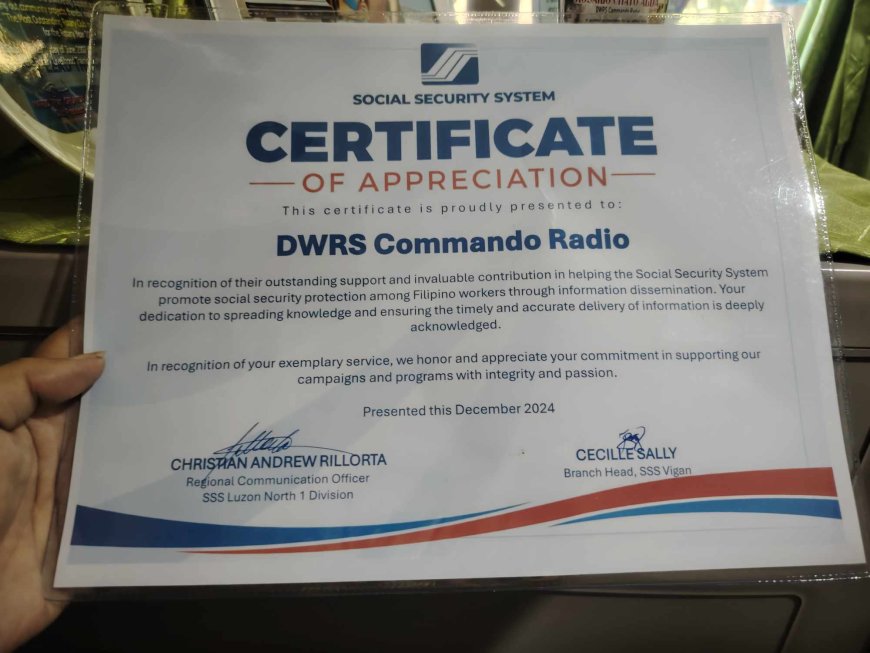 SOCIAL SECURITY SYSTEM
CERTIFICATE
OF APPRECIATION
This certificate is proudly presented to:
DWRS Commando Radio
In recognition of their outstanding support and invaluable contribution in helping the Social Security System
promote social security protection among Filipino workers through information dissemination. Your
dedication to spreading knowledge and ensuring the timely and accurate delivery of information is deeply
acknowledged.
In recognition of your exemplary service, we honor and appreciate your commitment in supporting our
campaigns and programs with integrity and passion.
Presented this December 2024
CHRISTIAN ANDREW RILLORTA
Regional Communication Officer
SSS Luzon North 1 Division
CECILLE SALLY
Branch Head, SSS Vigan
DWRS Commando Radio